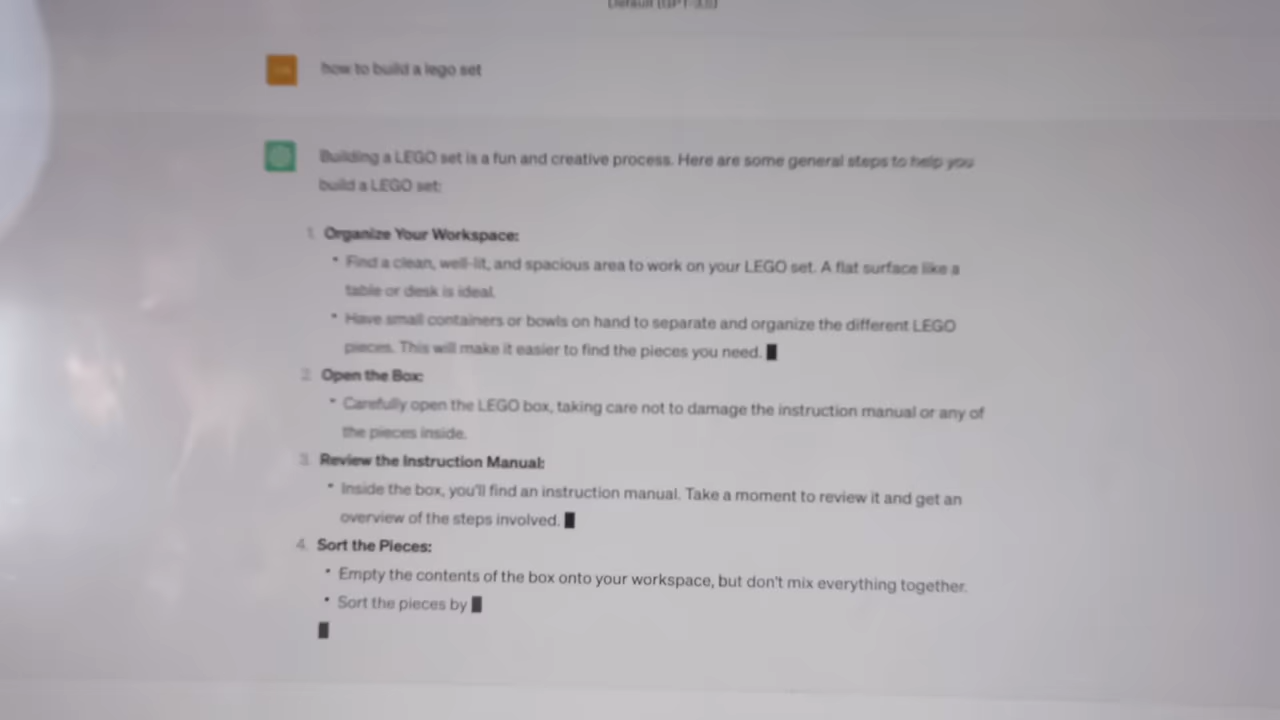 Default (GPT-3.5)
how to build a lego set
Building a LEGO set is a fun and creative process. Here are some general steps to help you
build a LEGO set:
1. Organize Your Workspace:
• Find a clean, well-lit, and spacious area to work on your LEGO set. A flat surface like a
table or desk is ideal.
• Have small containers or bowls on hand to separate and organize the different LEGO
pieces. This will make it easier to find the pieces you need.
2. Open the Box:
• Carefully open the LEGO box, taking care not to damage the instruction manual or any of
the pieces inside.
3. Review the Instruction Manual:
• Inside the box, you'll find an instruction manual. Take a moment to review it and get an
overview of the steps involved.
4. Sort the Pieces:
• Empty the contents of the box onto your workspace, but don't mix everything together.
• Sort the pieces by